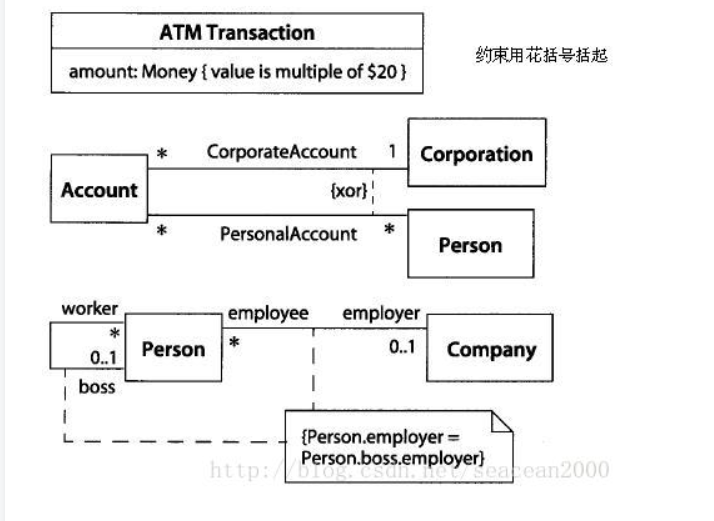 ATM Transaction
amount: Money { value is multiple of $20 }
约束用花括号括起
* CorporateAccount 1
Corporation
Account
{xor}
* PersonalAccount *
Person
worker
*
0..1
boss
Person
employee employer
* 0..1
Company
{Person.employer =
Person.boss.employer}
http://blog.csdn.net/seacean2000